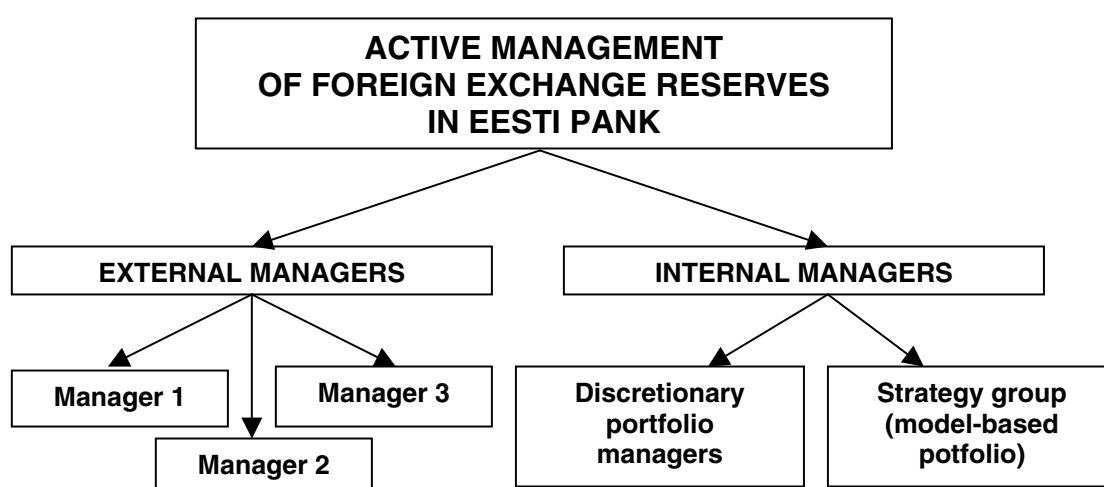 ACTIVE MANAGEMENT
OF FOREIGN EXCHANGE RESERVES
IN EESTI PANK
EXTERNAL MANAGERS
INTERNAL MANAGERS
Manager 1
Manager 2
Manager 3
Discretionary
portfolio
managers
Strategy group
(model-based
potfolio)